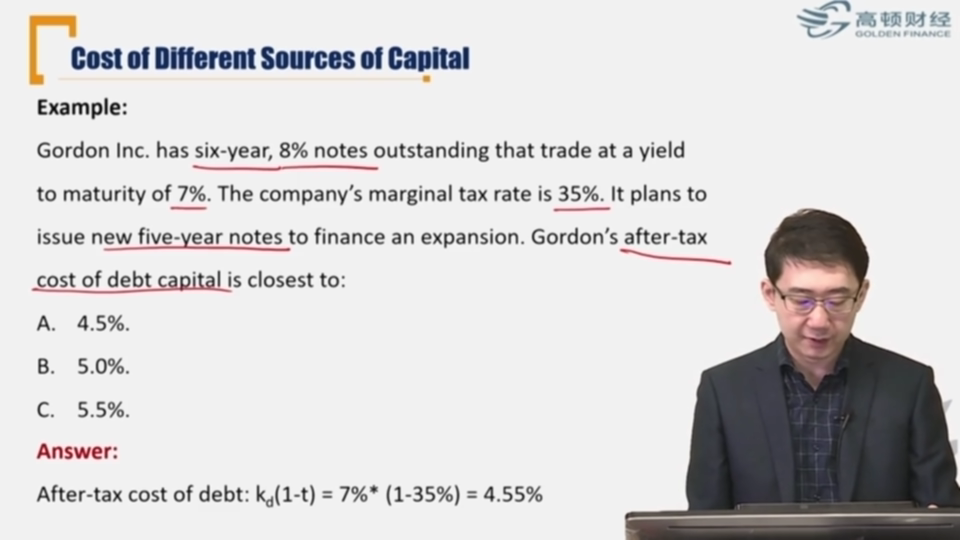 高顿财经
GOLDEN FINANCE
Cost of Different Sources of Capital
Example:
Gordon Inc. has six-year, 8% notes outstanding that trade at a yield
to maturity of 7%. The company's marginal tax rate is 35%. It plans to
issue new five-year notes to finance an expansion. Gordon's after-tax
cost of debt capital is closest to:
A. 4.5%.
B. 5.0%.
C. 5.5%.
Answer:
After-tax cost of debt: kd(1-t) = 7%* (1-35%) = 4.55%